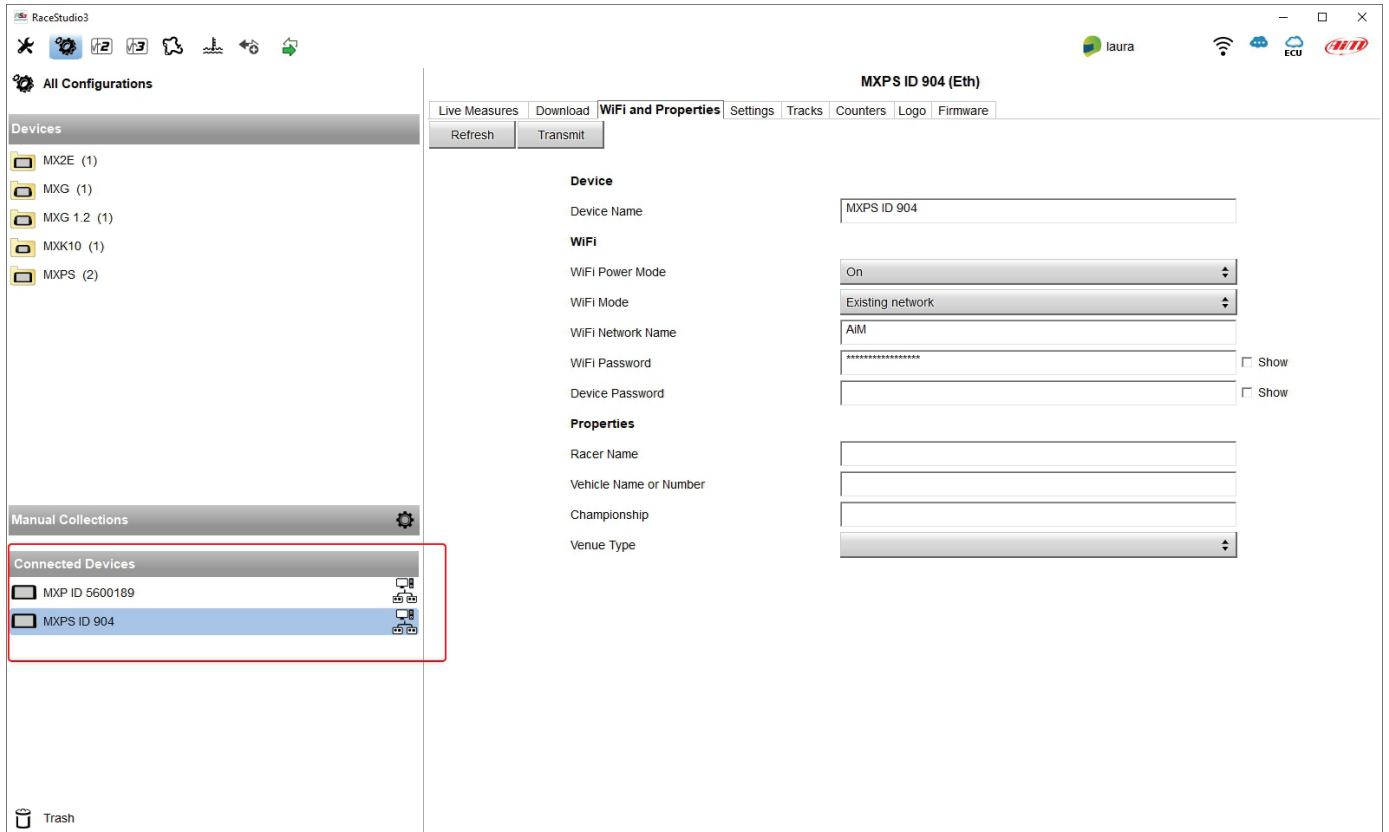 RaceStudio3
laura
ECU
AiM
All Configurations
Devices
MX2E (1)
MXG (1)
MXG 1.2 (1)
MXK10 (1)
MXPS (2)
Manual Collections
Connected Devices
MXP ID 5600189
MXPS ID 904
Trash
MXPS ID 904 (Eth)
Live Measures Download WiFi and Properties Settings Tracks Counters Logo Firmware
Refresh Transmit
Device
Device Name MXPS ID 904
WiFi
WiFi Power Mode On
WiFi Mode Existing network
WiFi Network Name AiM
WiFi Password ***************** Show
Device Password Show
Properties
Racer Name
Vehicle Name or Number
Championship
Venue Type